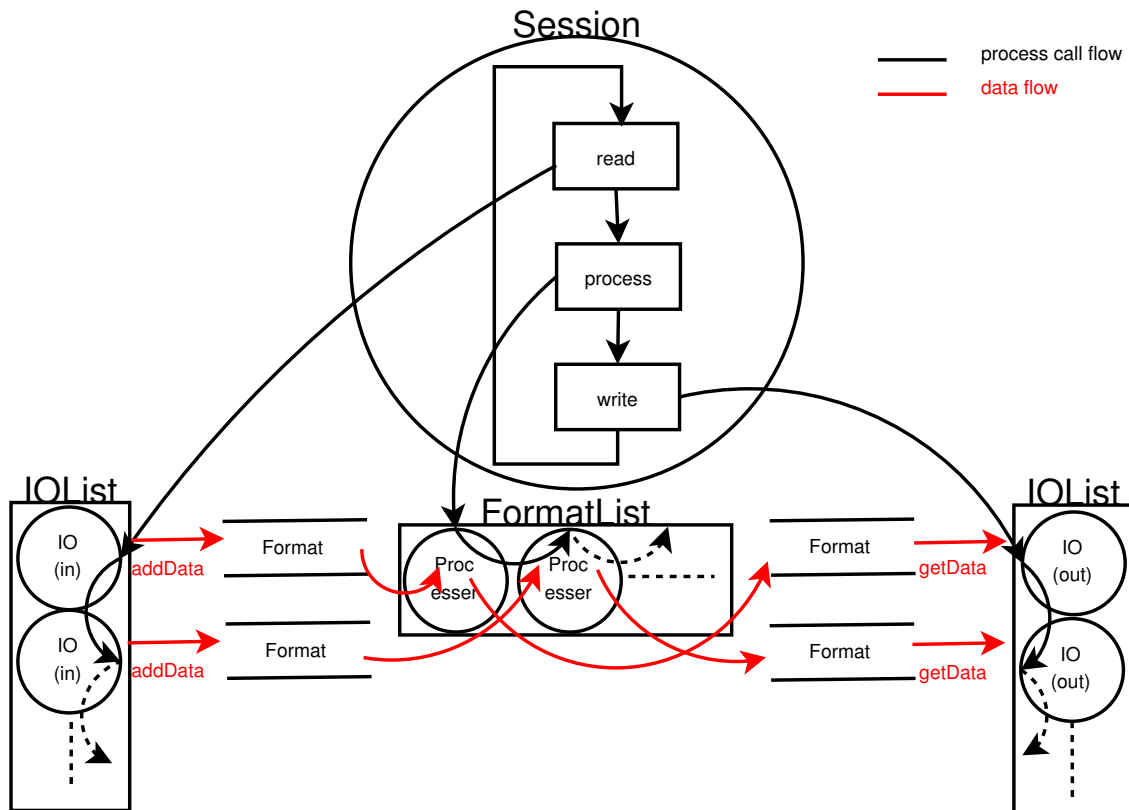 Session
process call flow
data flow
read
process
write
IOList
FormatList
IOList
IO
(in)
addData
Format
Proc
esser
Proc
esser
Format
getData
IO
(out)
IO
(in)
addData
Format
Format
getData
IO
(out)